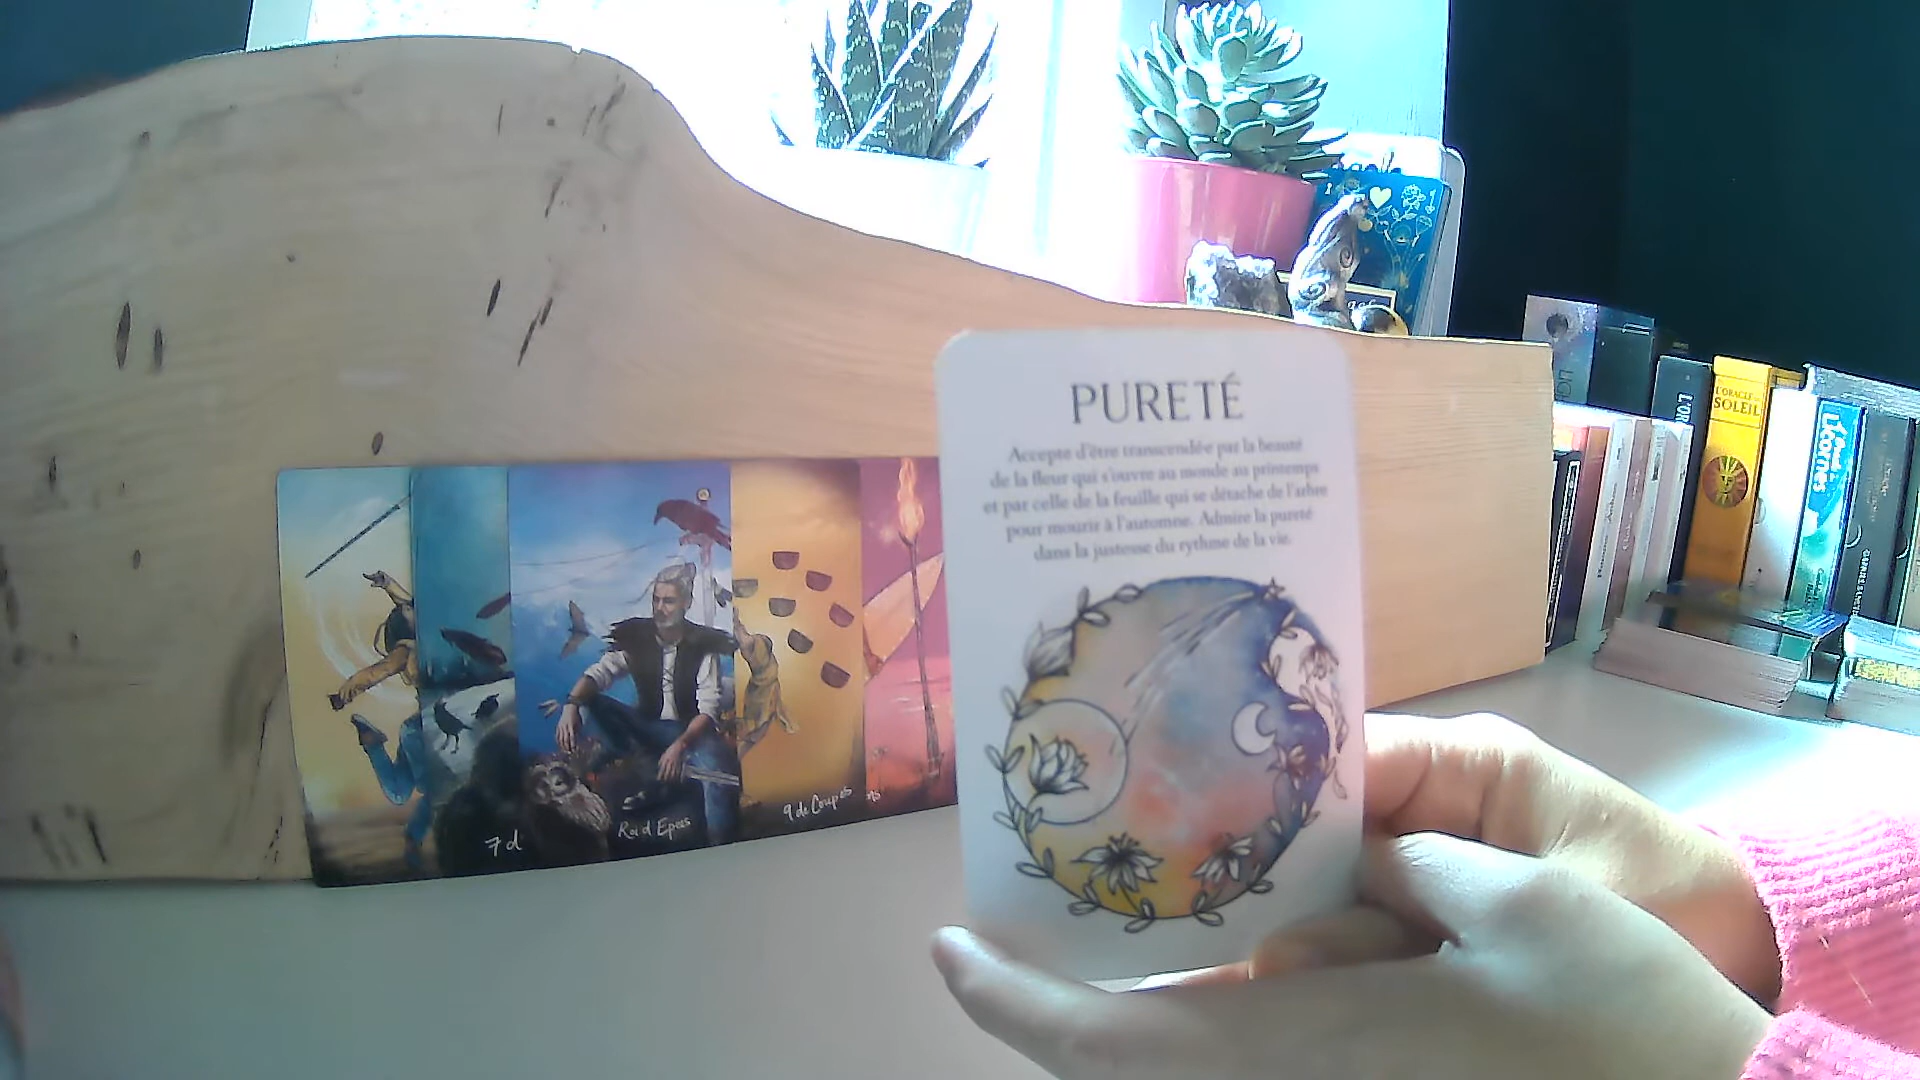 PURETÉ
Accepte d'être transcendé·e par la beauté
de la fleur qui s'ouvre au monde au printemps
et par celle de la feuille qui se détache de l'arbre
pour mourir à l'automne. Admire la pureté
dans la justesse du rythme de la vie.
7 d
Roi d'Epées
9 de Coupes
ns
L'ORACLE
SOLEIL
Licornes